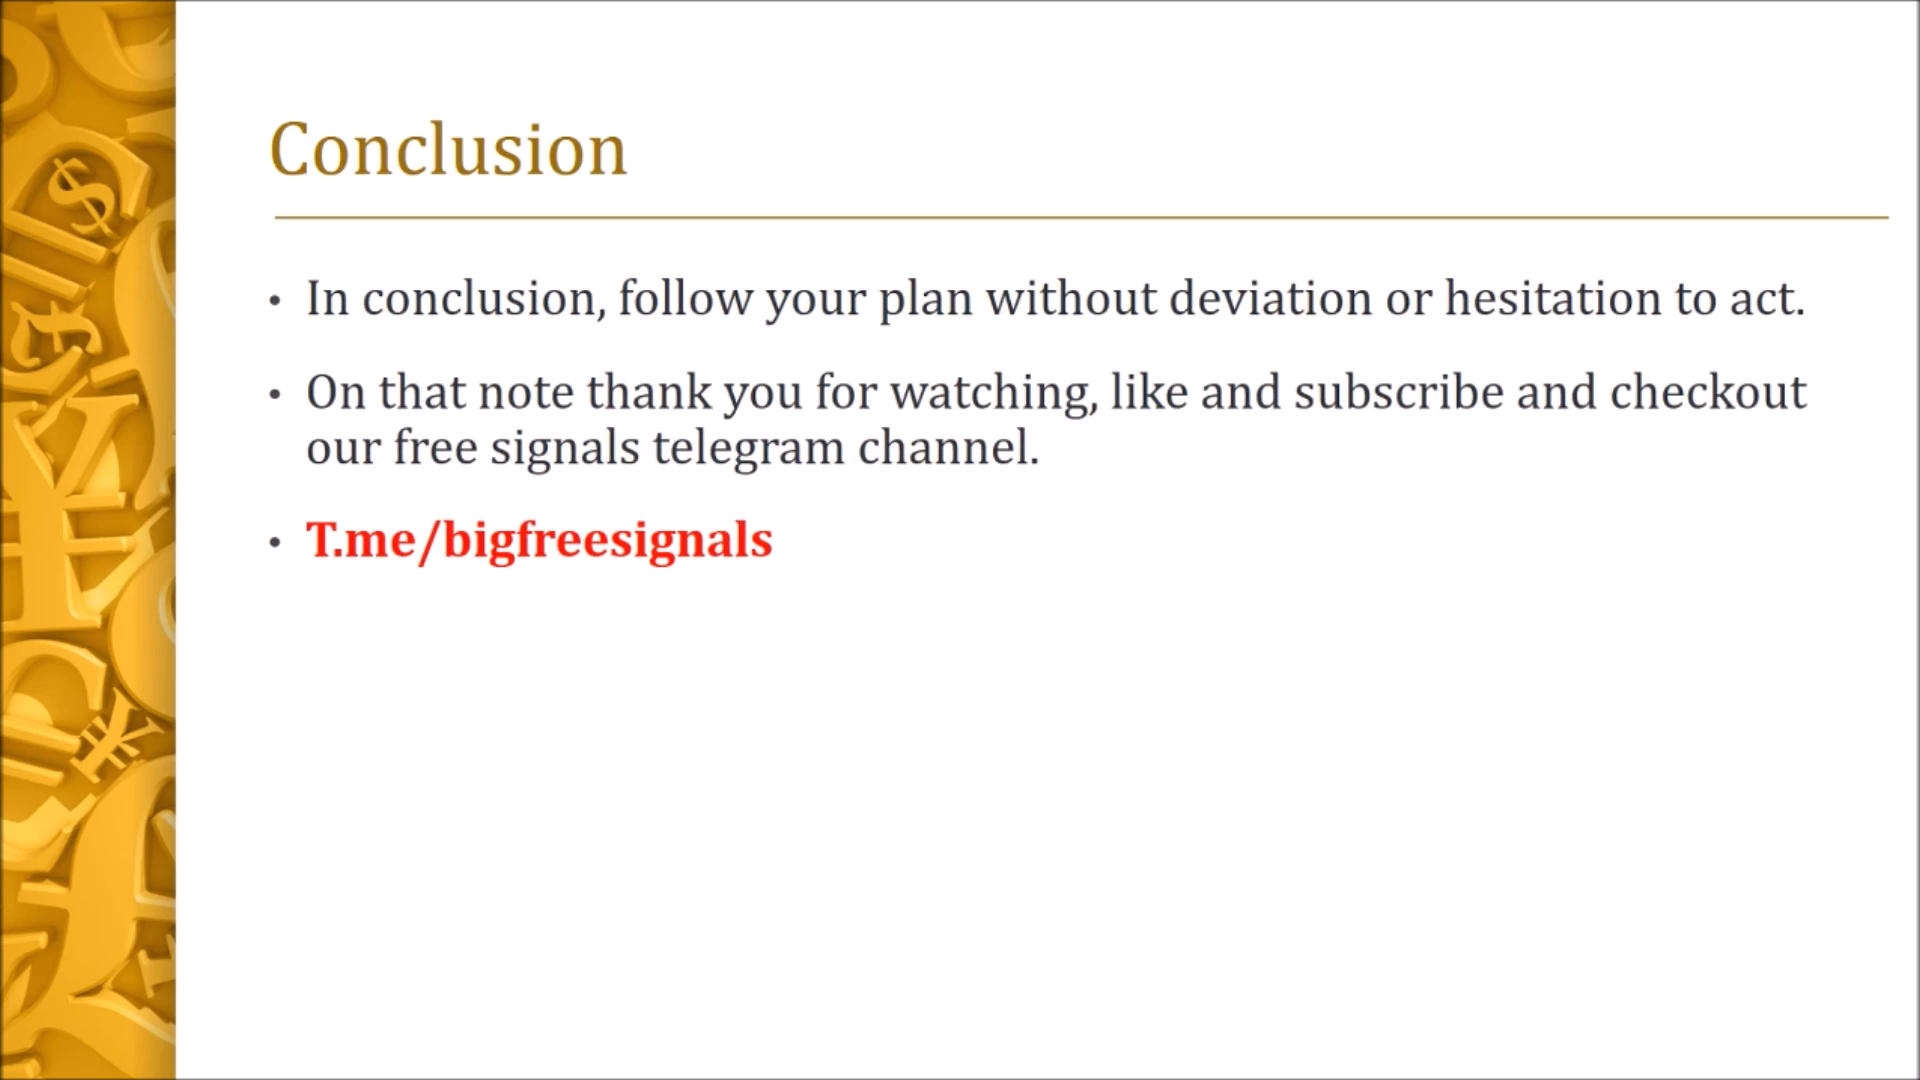 Conclusion
• In conclusion, follow your plan without deviation or hesitation to act.
• On that note thank you for watching, like and subscribe and checkout
our free signals telegram channel.
• T.me/bigfreesignals